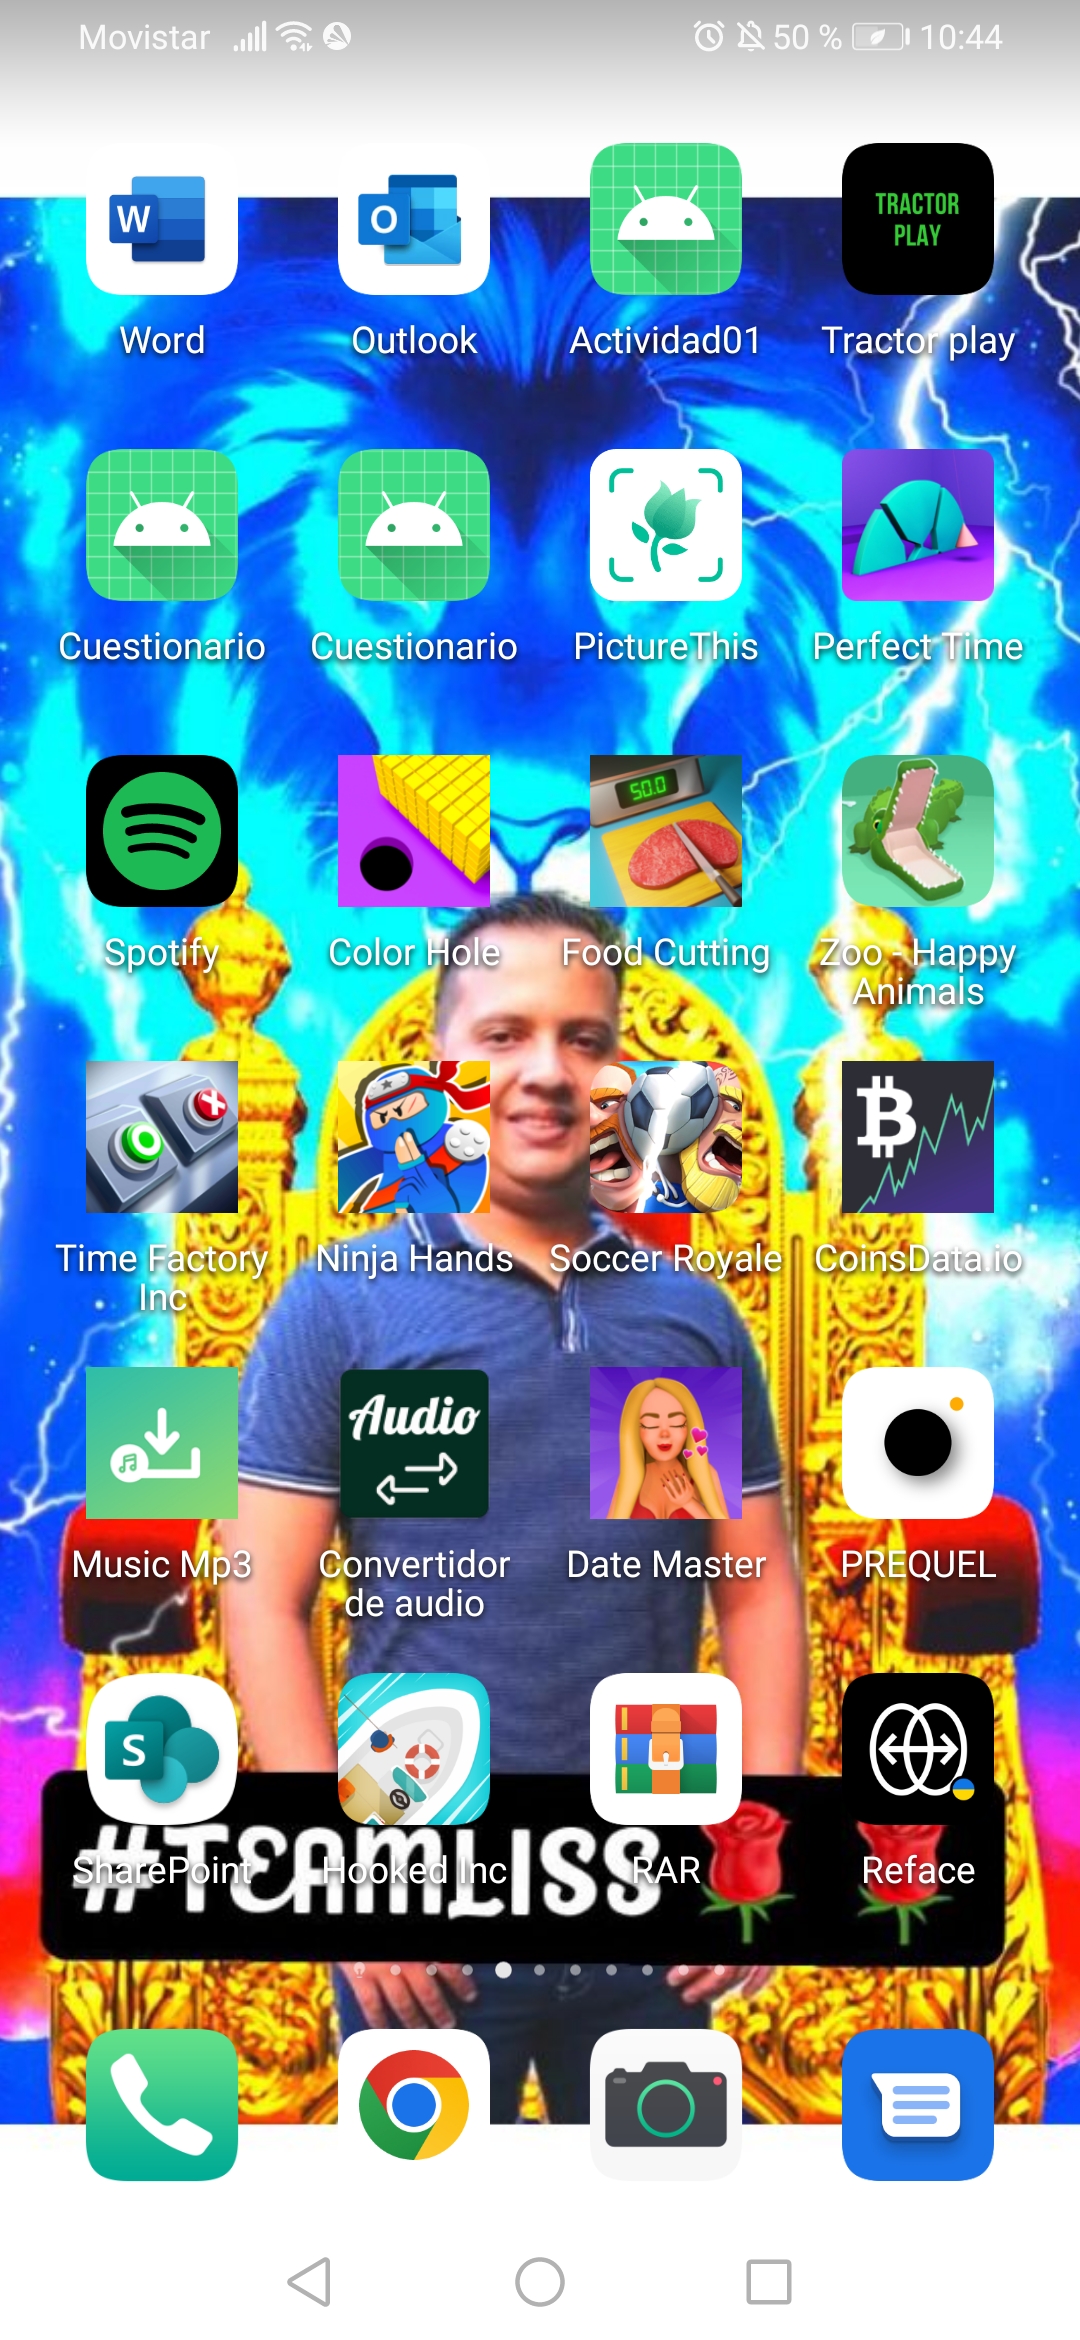 Movistar 50 % 10:44
TRACTOR
PLAY
W O
Word Outlook Actividad01 Tractor play
Cuestionario Cuestionario PictureThis Perfect Time
50.0
Spotify Color Hole Food Cutting Zoo - Happy
Animals
Time Factory
Inc Ninja Hands Soccer Royale CoinsData.io
Audio
Music Mp3 Convertidor
de audio Date Master PREQUEL
S
SharePoint Hooked Inc RAR Reface
#TEAMLISS